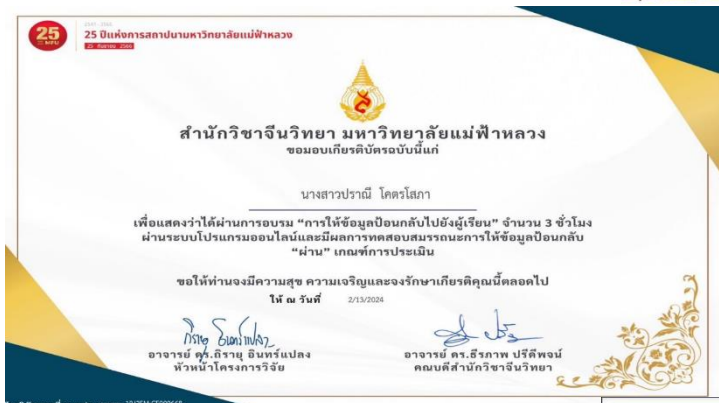 25
MFU
2541 - 2566
25 ปีแห่งการสถาปนามหาวิทยาลัยแม่ฟ้าหลวง
25 กันยายน 2566
สำนักวิชาจีนวิทยา มหาวิทยาลัยแม่ฟ้าหลวง
ขอมอบเกียรติบัตรฉบับนี้แก่
นางสาวปราณี โคตรโสภา
เพื่อแสดงว่าได้ผ่านการอบรม “การให้ข้อมูลป้อนกลับไปยังผู้เรียน” จำนวน 3 ชั่วโมง
ผ่านระบบโปรแกรมออนไลน์และมีผลการทดสอบสมรรถนะการให้ข้อมูลป้อนกลับ
“ผ่าน” เกณฑ์การประเมิน
ขอให้ท่านจงมีความสุข ความเจริญและจงรักษาเกียรติคุณนี้ตลอดไป
ให้ ณ วันที่ 2/13/2024
อาจารย์ ดร.ถิรายุ อินทร์แปลง
อาจารย์ ดร.ธีรภาพ ปรีดีพจน์
หัวหน้าโครงการวิจัย
คณบดีสำนักวิชาจีนวิทยา